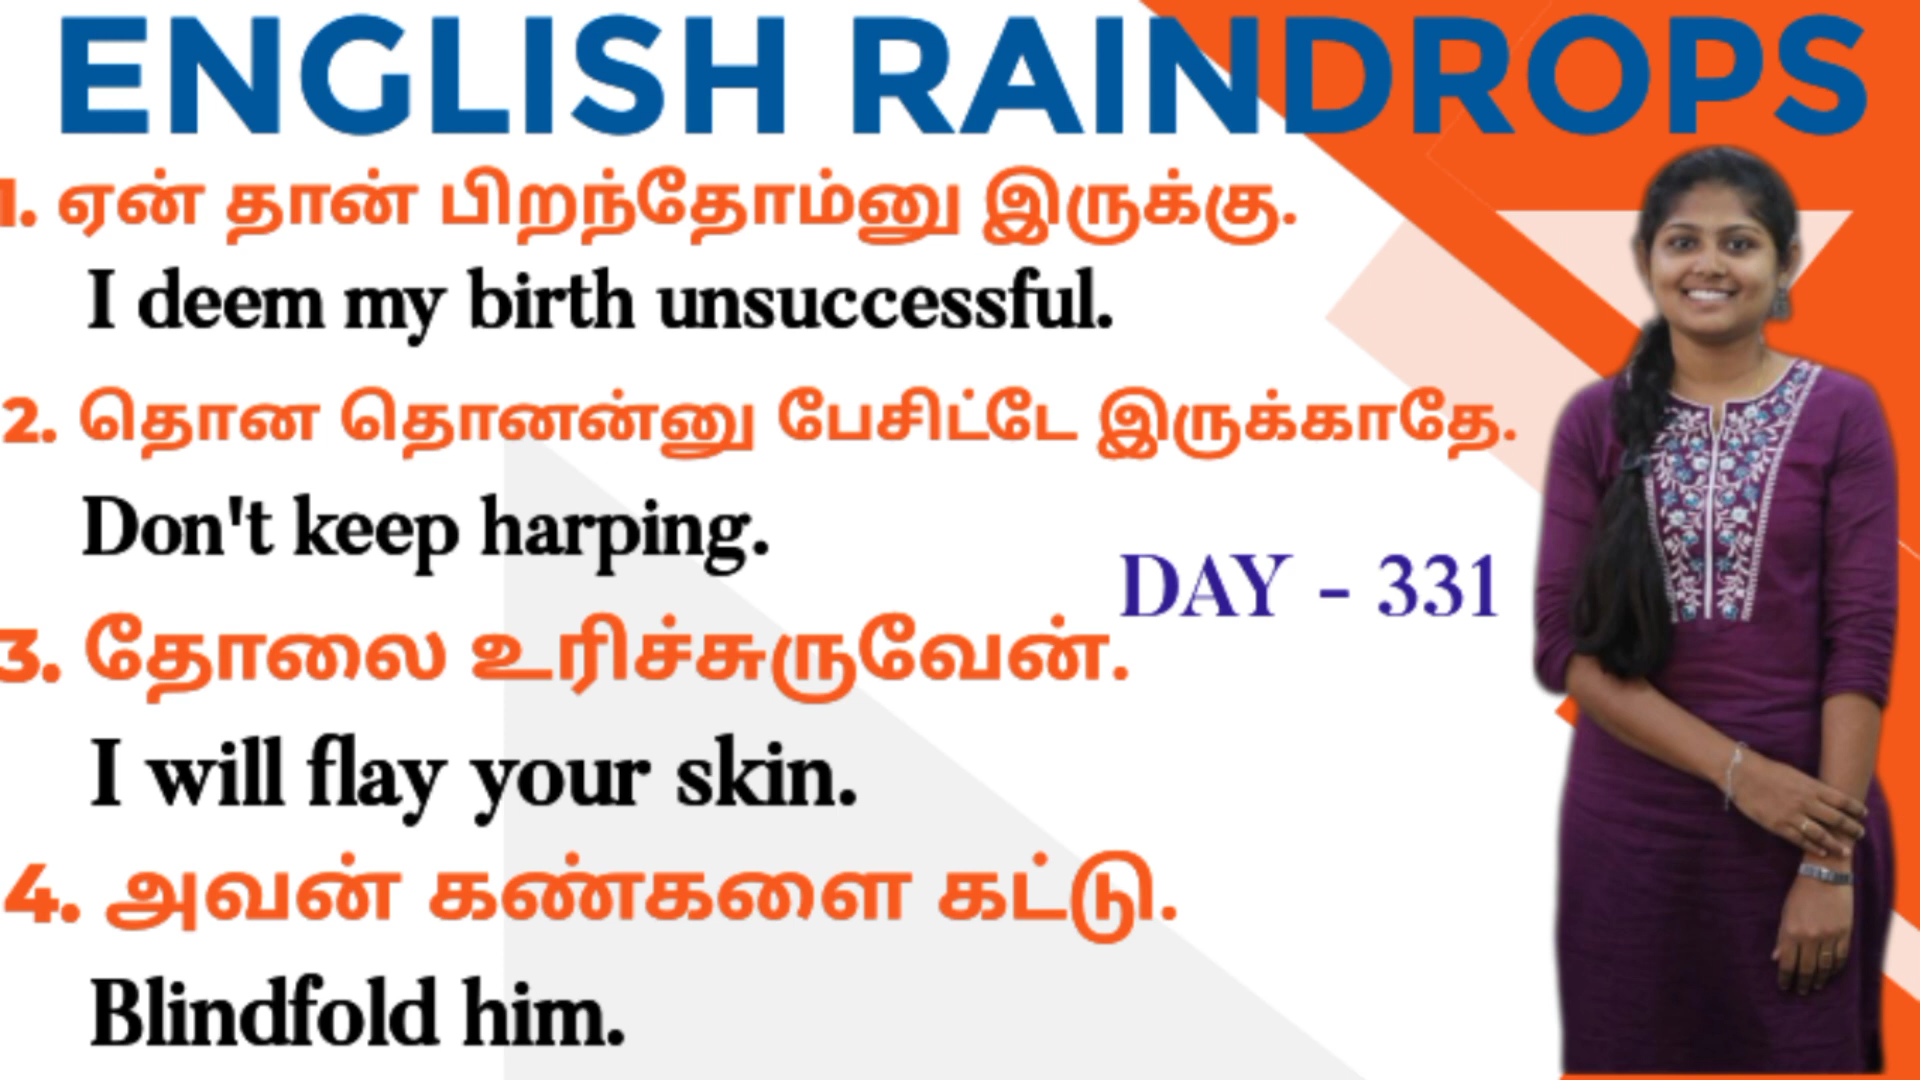 ENGLISH RAINDROPS
1. ஏன் தான் பிறந்தோம்னு இருக்கு.
I deem my birth unsuccessful.
2. தொன தொனன்னு பேசிட்டே இருக்காதே.
Don't keep harping.
DAY - 331
3. தோலை உரிச்சுருவேன்.
I will flay your skin.
4. அவன் கண்களை கட்டு.
Blindfold him.